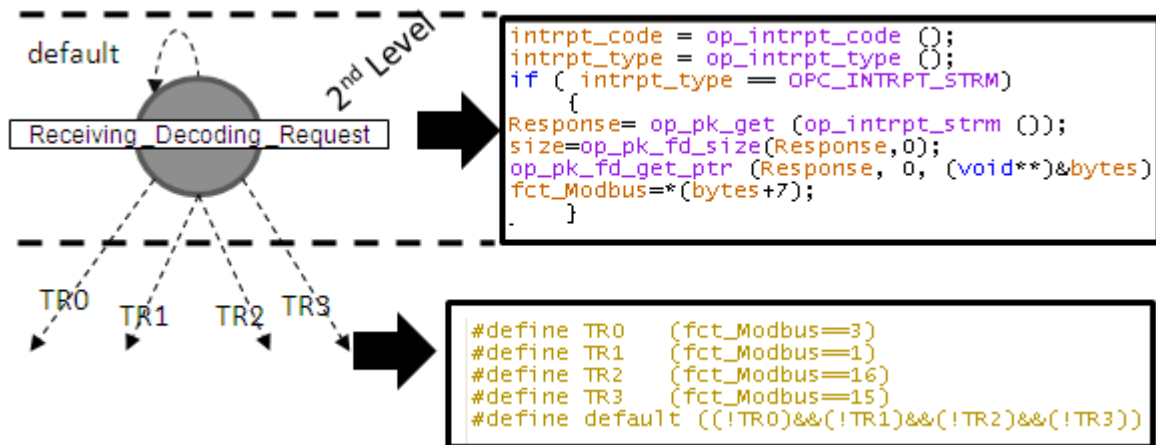 default
2nd Level
Receiving_Decoding_Request
intrpt_code = op_intrpt_code ();
intrpt_type = op_intrpt_type ();
if ( intrpt_type == OPC_INTRPT_STRM)
{
Response= op_pk_get (op_intrpt_strm ());
size=op_pk_fd_size(Response,0);
op_pk_fd_get_ptr (Response, 0, (void**)&bytes)
fct_Modbus=*(bytes+7);
}
TR0
TR1
TR2
TR3
#define TR0 (fct_Modbus==3)
#define TR1 (fct_Modbus==1)
#define TR2 (fct_Modbus==16)
#define TR3 (fct_Modbus==15)
#define default ((!TR0)&&(!TR1)&&(!TR2)&&(!TR3))